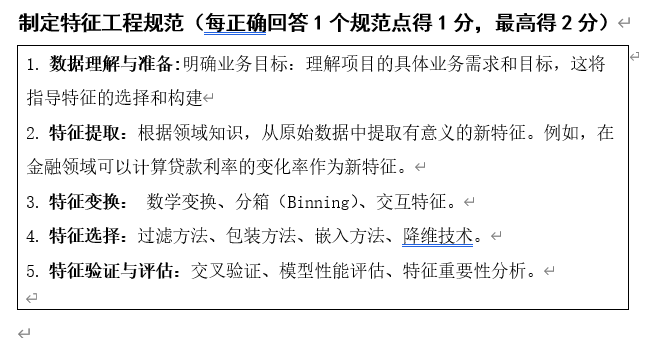 制定特征工程规范（每正确回答1个规范点得1分，最高得2分）
1. 数据理解与准备:明确业务目标：理解项目的具体业务需求和目标，这将
指导特征的选择和构建
2. 特征提取：根据领域知识，从原始数据中提取有意义的新特征。例如，在
金融领域可以计算贷款利率的变化率作为新特征。
3. 特征变换： 数学变换、分箱（Binning）、交互特征。
4. 特征选择：过滤方法、包装方法、嵌入方法、降维技术。
5. 特征验证与评估：交叉验证、模型性能评估、特征重要性分析。